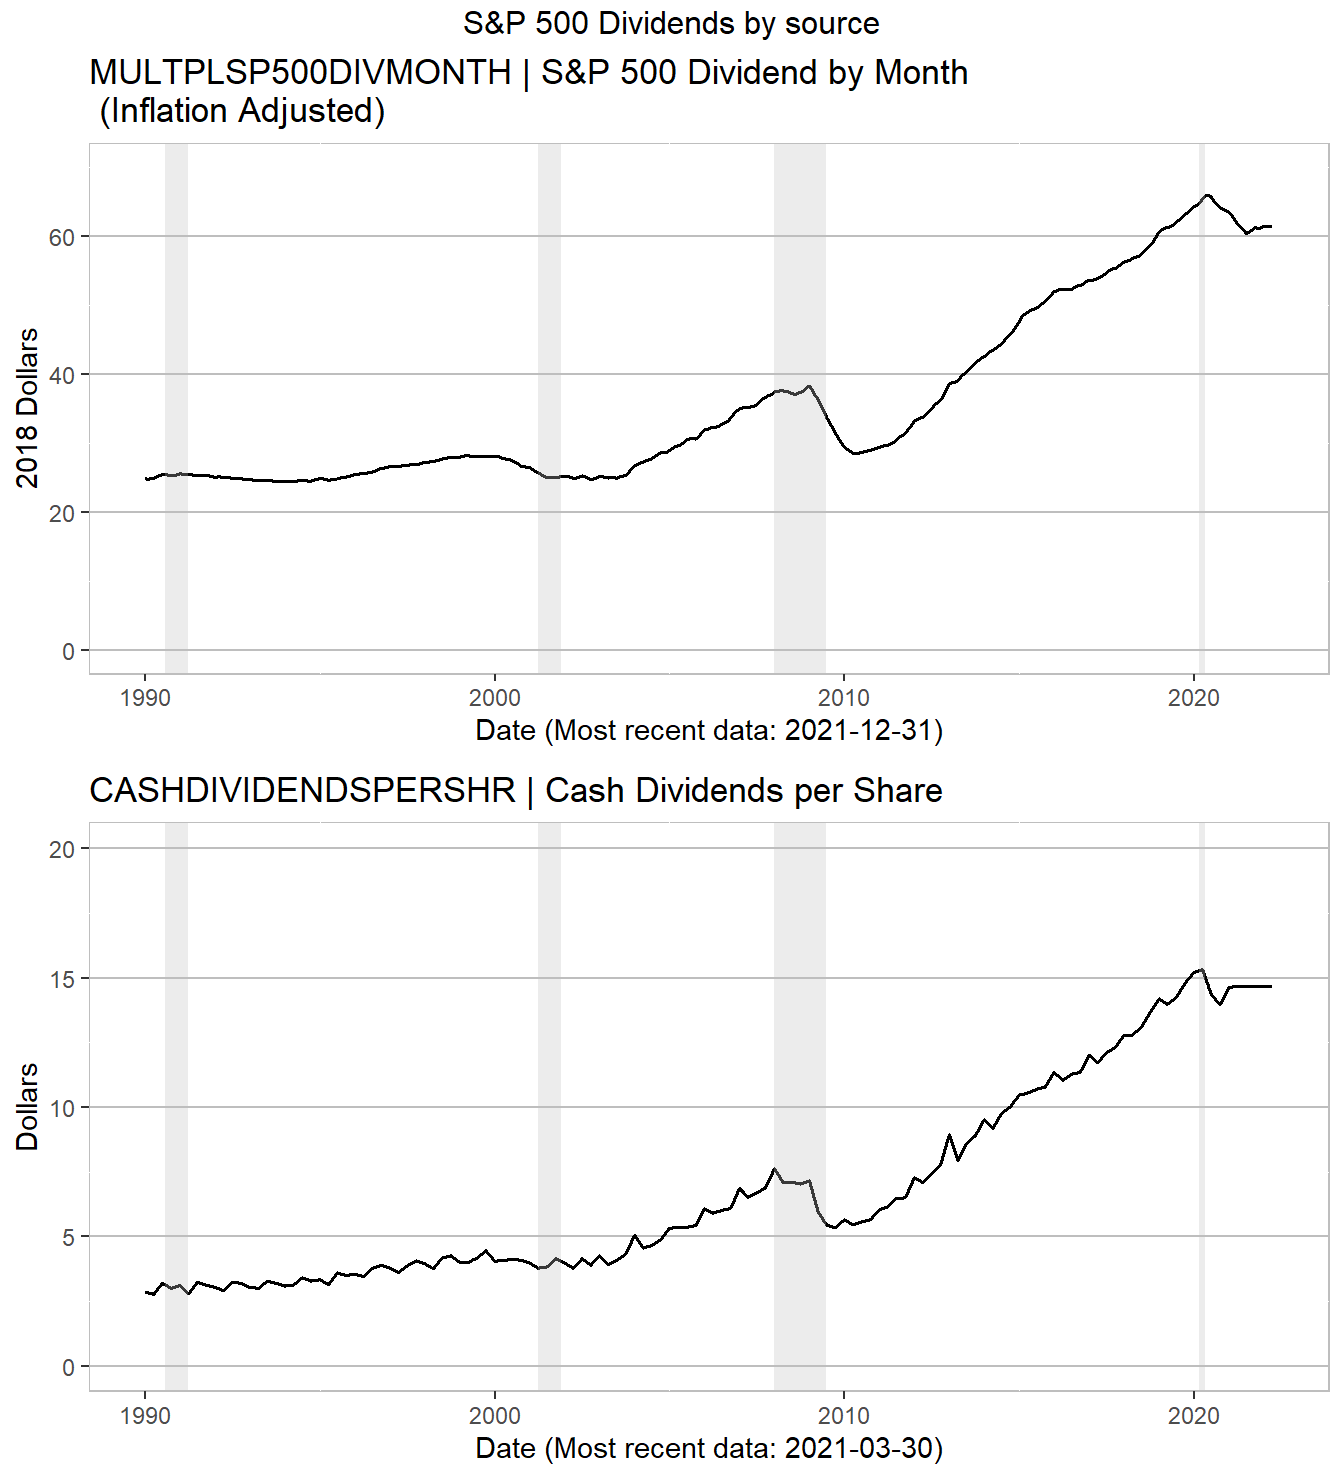 S&P 500 Dividends by source
MULTPLSP500DIVMONTH | S&P 500 Dividend by Month
(Inflation Adjusted)
2018 Dollars
60
40
20
0
1990
2000
2010
2020
Date (Most recent data: 2021-12-31)
CASHDIVIDENDSPERSHR | Cash Dividends per Share
Dollars
20
15
10
5
0
1990
2000
2010
2020
Date (Most recent data: 2021-03-30)